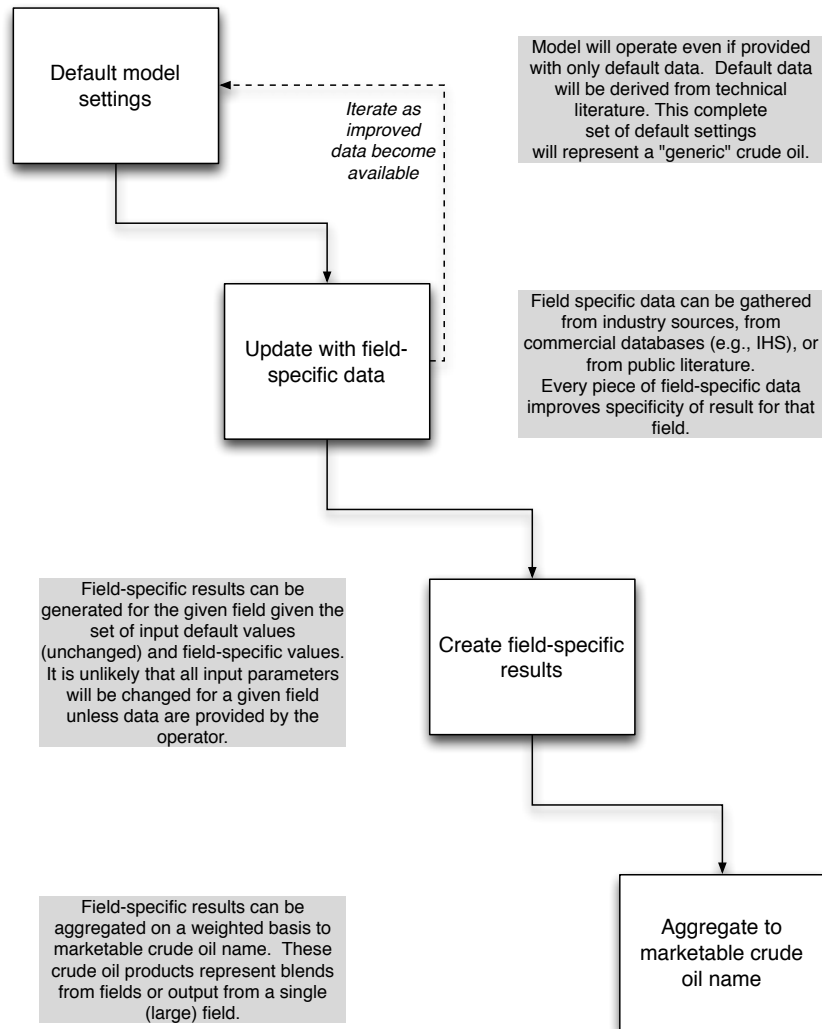 Default model
settings
Model will operate even if provided
with only default data.  Default data
will be derived from technical
literature. This complete
set of default settings
will represent a "generic" crude oil.
Iterate as
improved
data become
available
Update with field-
specific data
Field specific data can be gathered
from industry sources, from
commercial databases (e.g., IHS), or
from public literature.
Every piece of field-specific data
improves specificity of result for that
field.
Field-specific results can be
generated for the given field given the
set of input default values
(unchanged) and field-specific values.
It is unlikely that all input parameters
will be changed for a given field
unless data are provided by the
operator.
Create field-specific
results
Field-specific results can be
aggregated on a weighted basis to
marketable crude oil name.  These
crude oil products represent blends
from fields or output from a single
(large) field.
Aggregate to
marketable crude
oil name